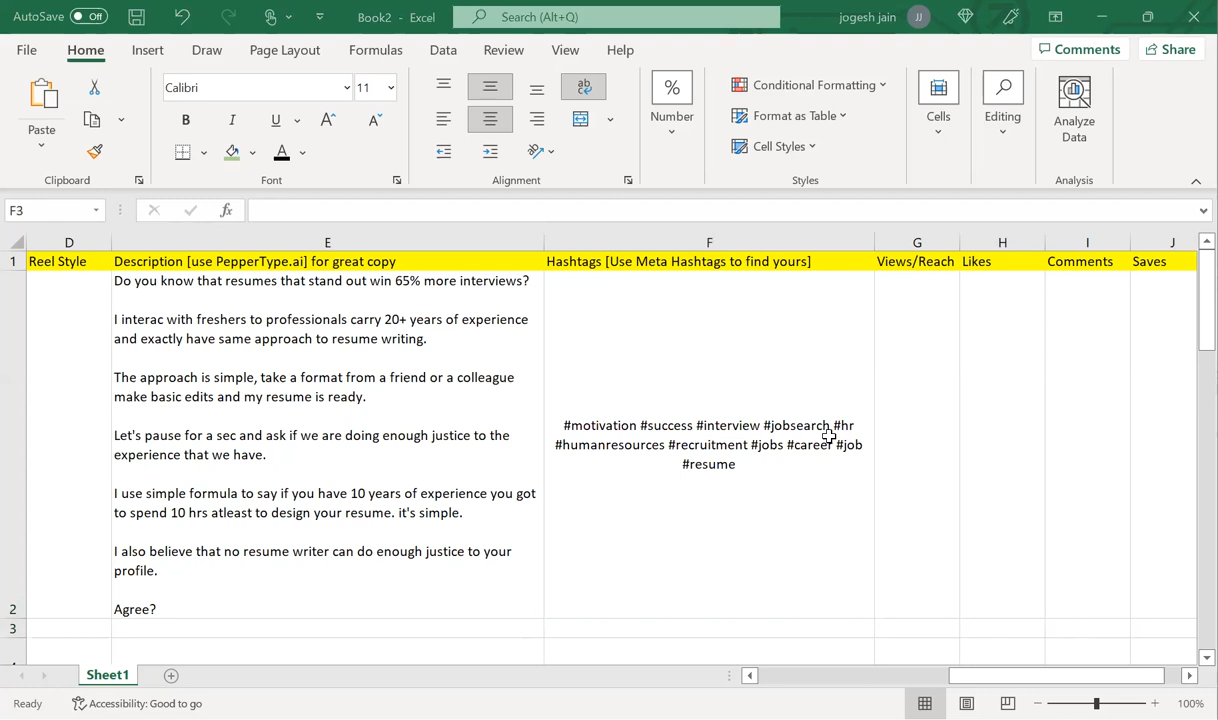 AutoSave Off Book2 - Excel Search (Alt+Q) jogesh jain JJ
File Home Insert Draw Page Layout Formulas Data Review View Help Comments Share
Paste
Clipboard
Calibri 11
B I U A A
A
Font
ab
Alignment
%
Number
Conditional Formatting
Format as Table
Cell Styles
Styles
Cells
Editing
Analyze
Data
Analysis
F3 fx
D E F G H I J
1 Reel Style Description [use PepperType.ai] for great copy Hashtags [Use Meta Hashtags to find yours] Views/Reach Likes Comments Saves
Do you know that resumes that stand out win 65% more interviews?
I interac with freshers to professionals carry 20+ years of experience
and exactly have same approach to resume writing.
The approach is simple, take a format from a friend or a colleague
make basic edits and my resume is ready.
Let's pause for a sec and ask if we are doing enough justice to the
experience that we have.
I use simple formula to say if you have 10 years of experience you got
to spend 10 hrs atleast to design your resume. it's simple.
I also believe that no resume writer can do enough justice to your
profile.
Agree?
#motivation #success #interview #jobsearch #hr
#humanresources #recruitment #jobs #career #job
#resume
2
3
Sheet1
Ready Accessibility: Good to go 100%